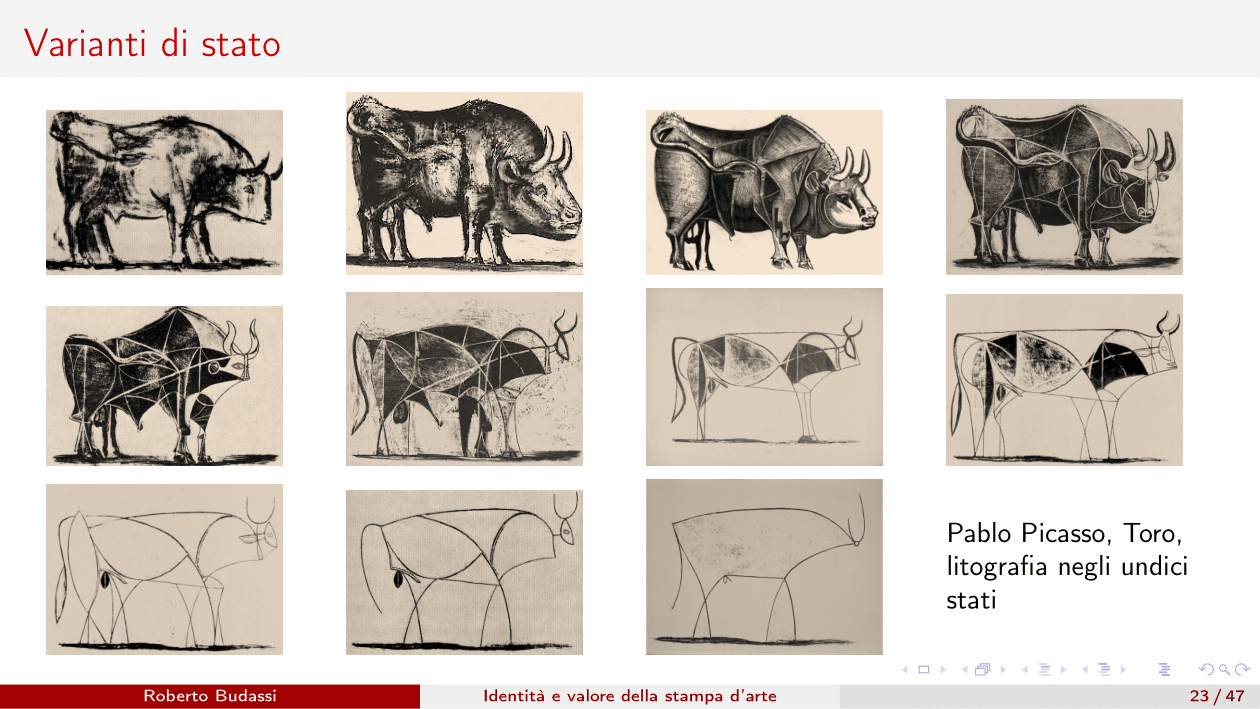 Varianti di stato
Pablo Picasso, Toro,
litografia negli undici
stati
Roberto Budassi
Identità e valore della stampa d'arte
23 / 47